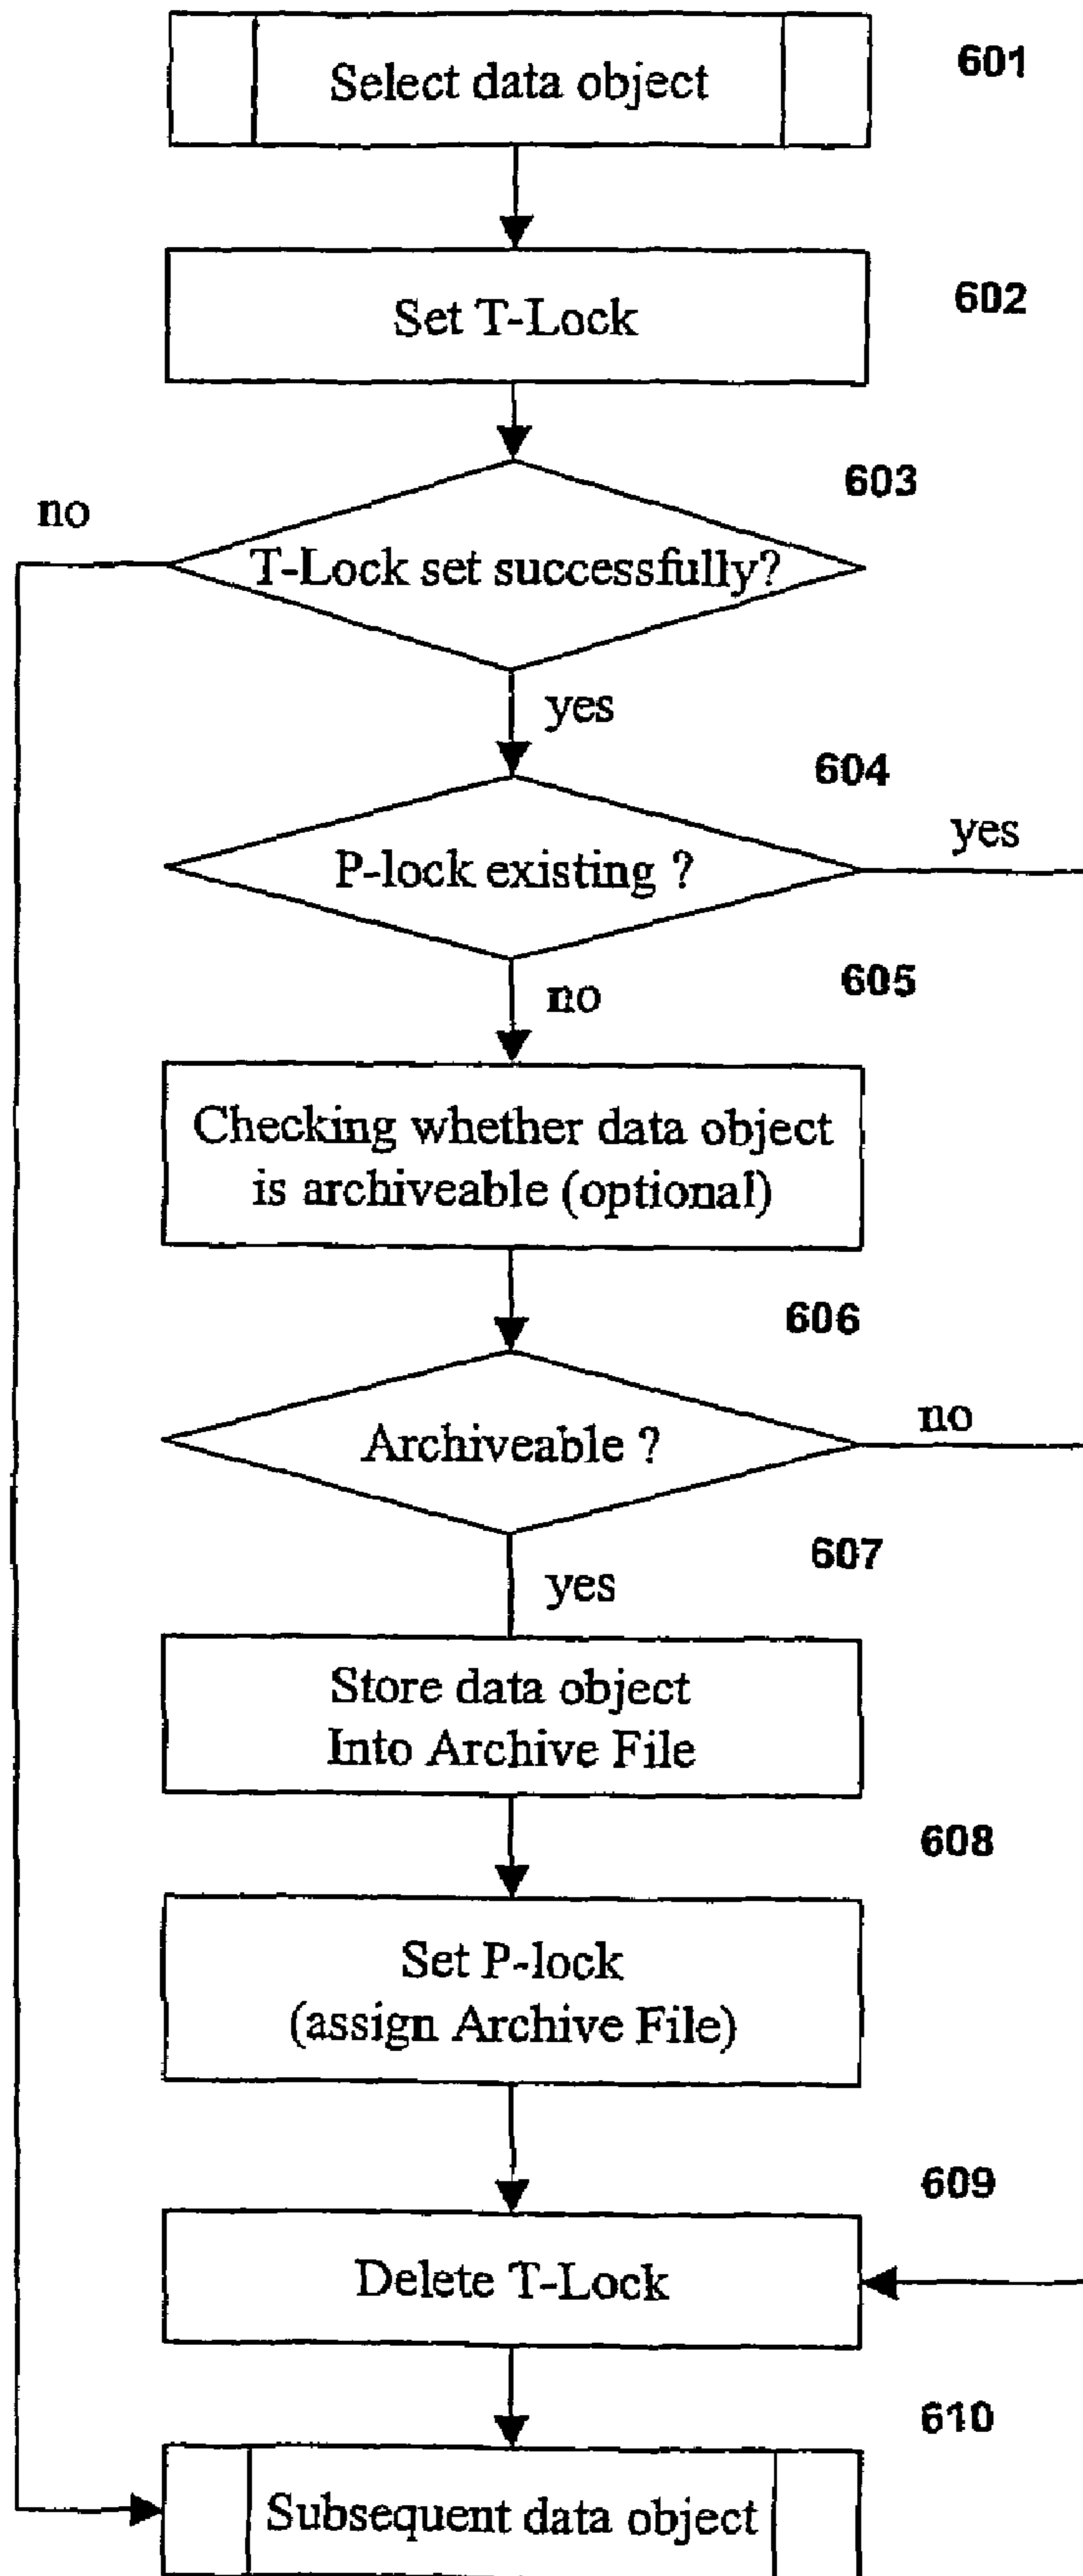 Select data object
601
Set T-Lock
602
603
no
T-Lock set successfully?
yes
604
P-lock existing ?
yes
no
605
Checking whether data object
is archiveable (optional)
606
Archiveable ?
no
yes
607
Store data object
Into Archive File
608
Set P-lock
(assign Archive File)
609
Delete T-Lock
610
Subsequent data object